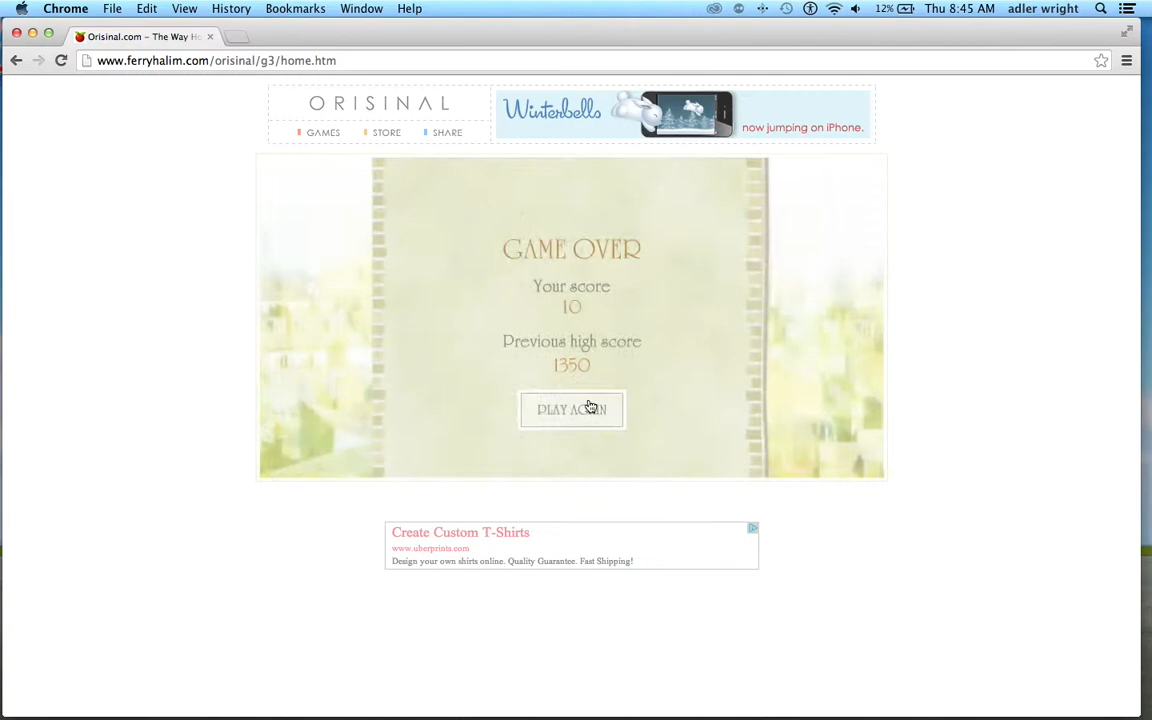 Chrome File Edit View History Bookmarks Window Help 12% Thu 8:45 AM adler wright
Orisinal.com – The Way Ho
www.ferryhalim.com/orisinal/g3/home.htm
ORISINAL
GAMES STORE SHARE
Winterbells
now jumping on iPhone.
GAME OVER
Your score
10
Previous high score
1350
PLAY AGAIN
Create Custom T-Shirts
www.uberprints.com
Design your own shirts online. Quality Guarantee. Fast Shipping!